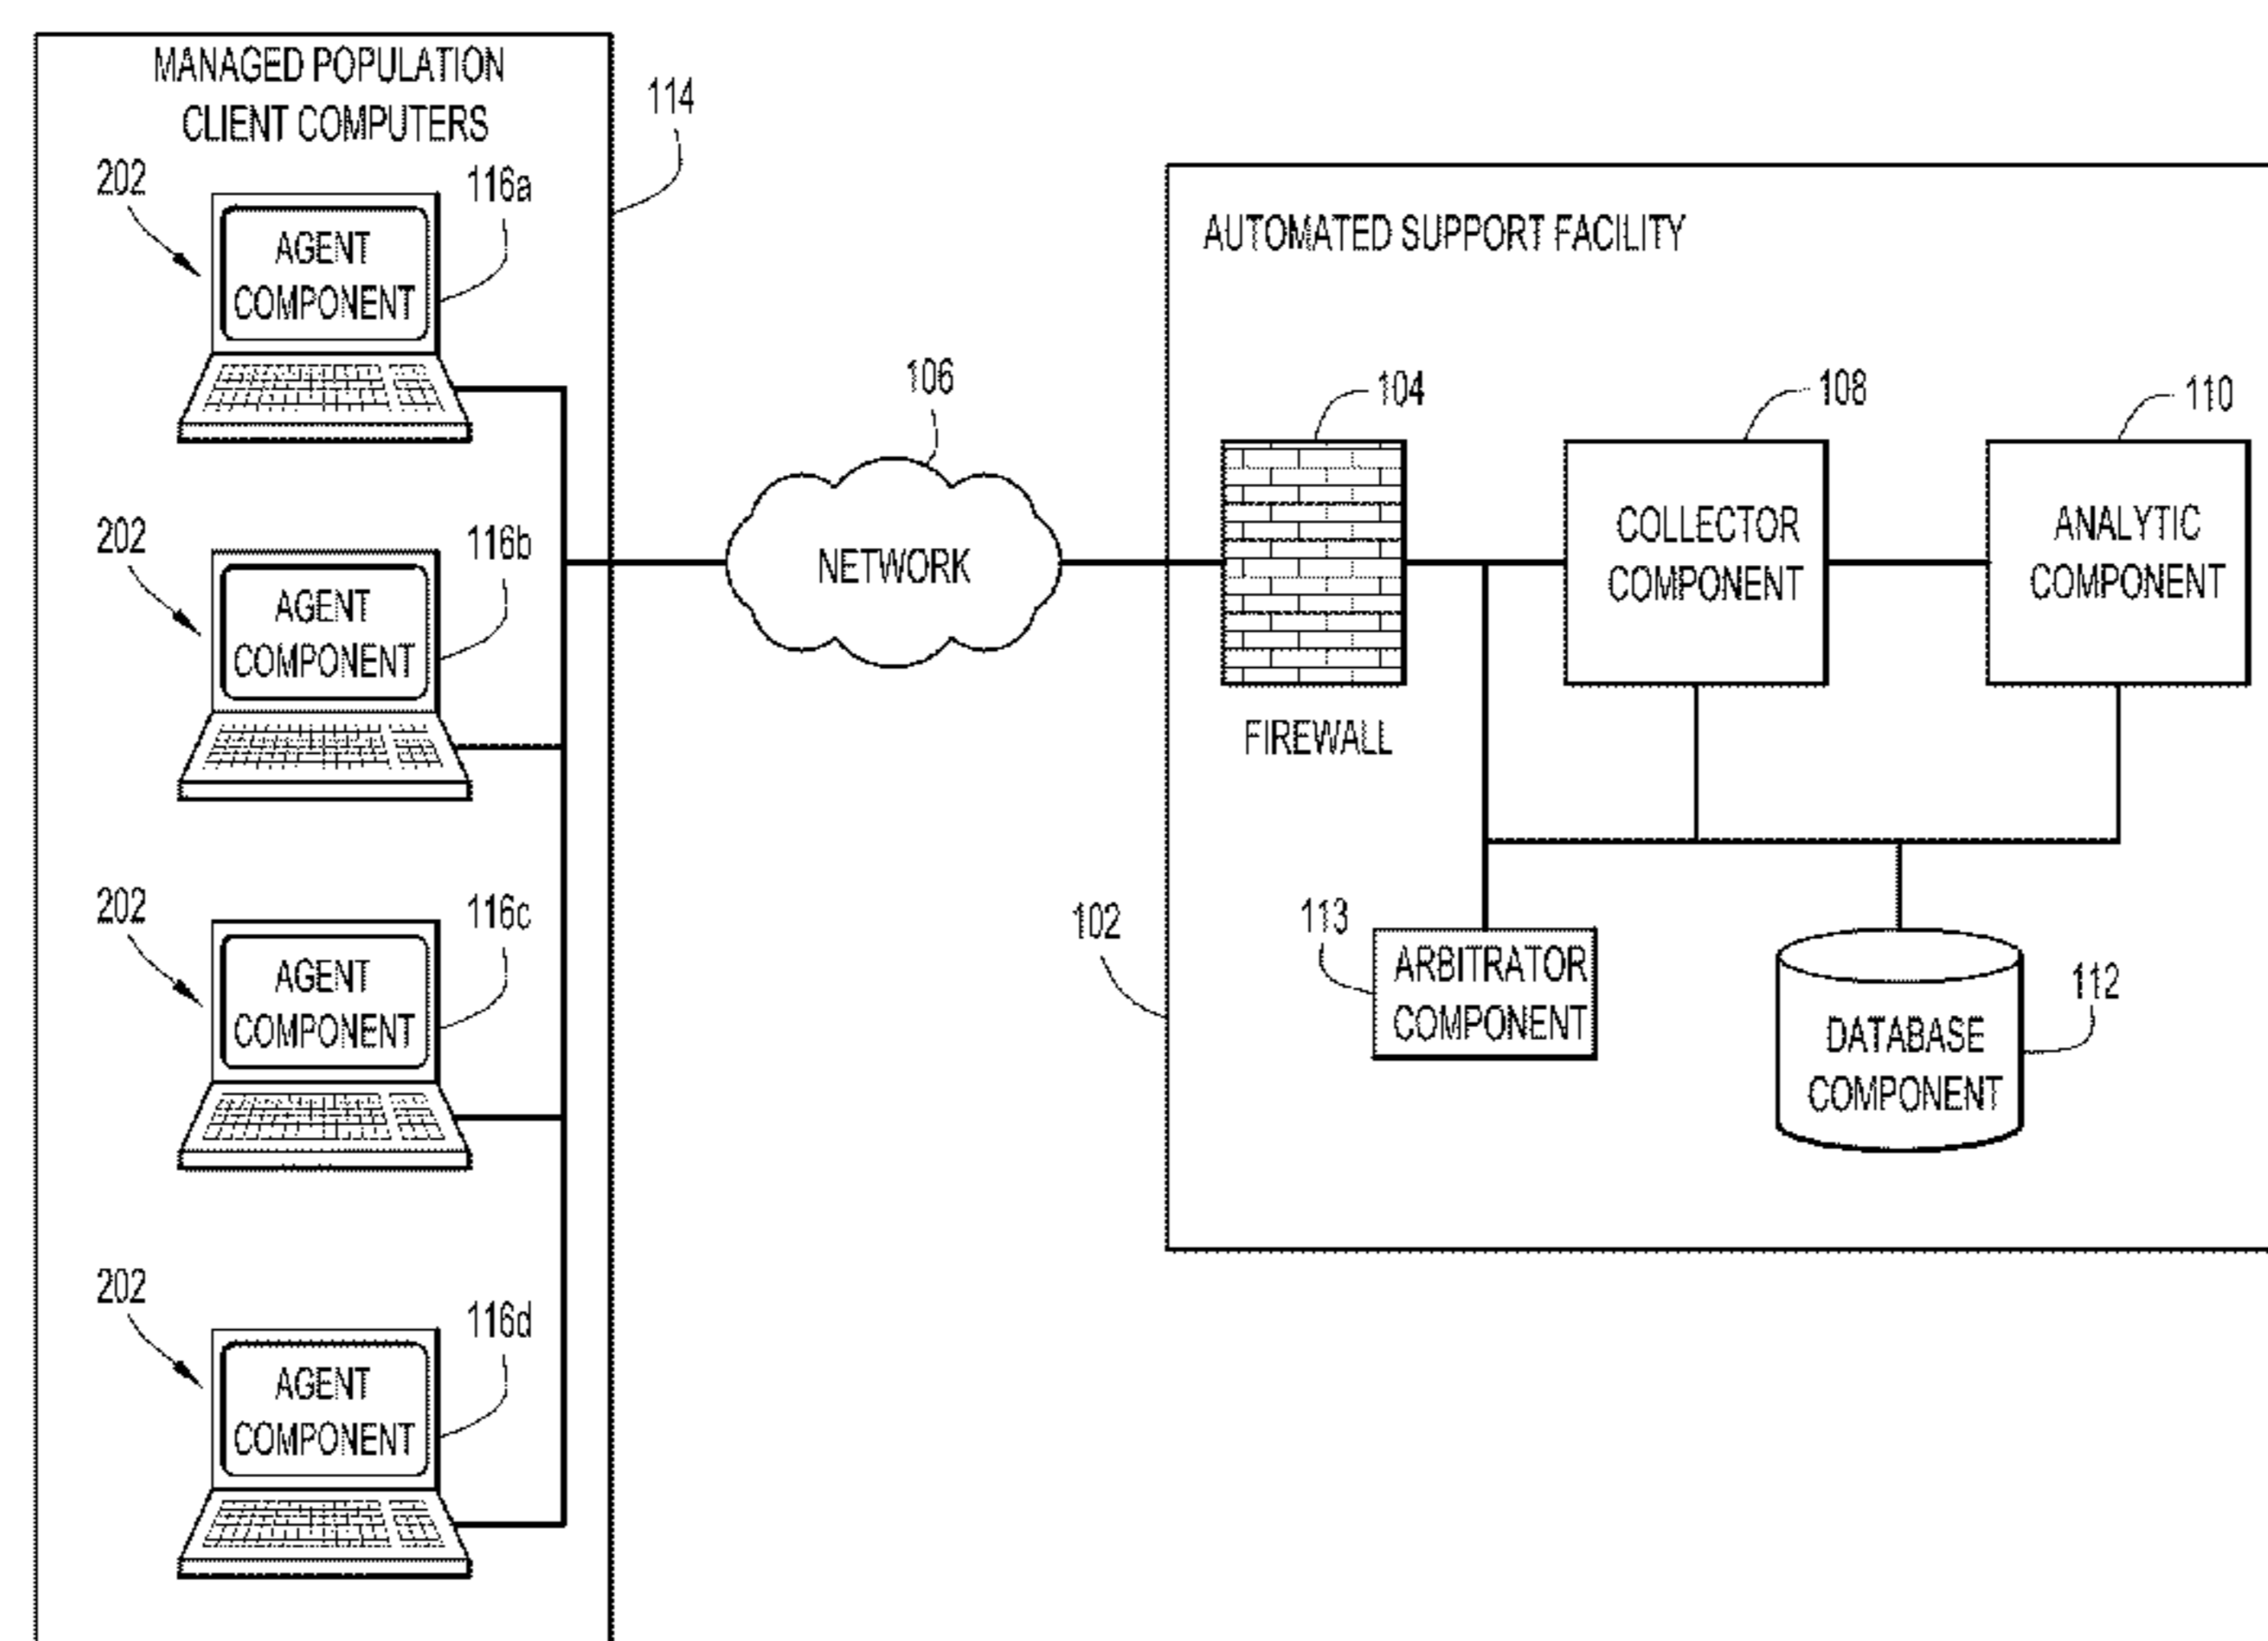 MANAGED POPULATION
CLIENT COMPUTERS
114
202
116a
AGENT
COMPONENT
202
116b
AGENT
COMPONENT
202
116c
AGENT
COMPONENT
202
116d
AGENT
COMPONENT
106
NETWORK
AUTOMATED SUPPORT FACILITY
104
FIREWALL
108
COLLECTOR
COMPONENT
110
ANALYTIC
COMPONENT
102
113
ARBITRATOR
COMPONENT
112
DATABASE
COMPONENT